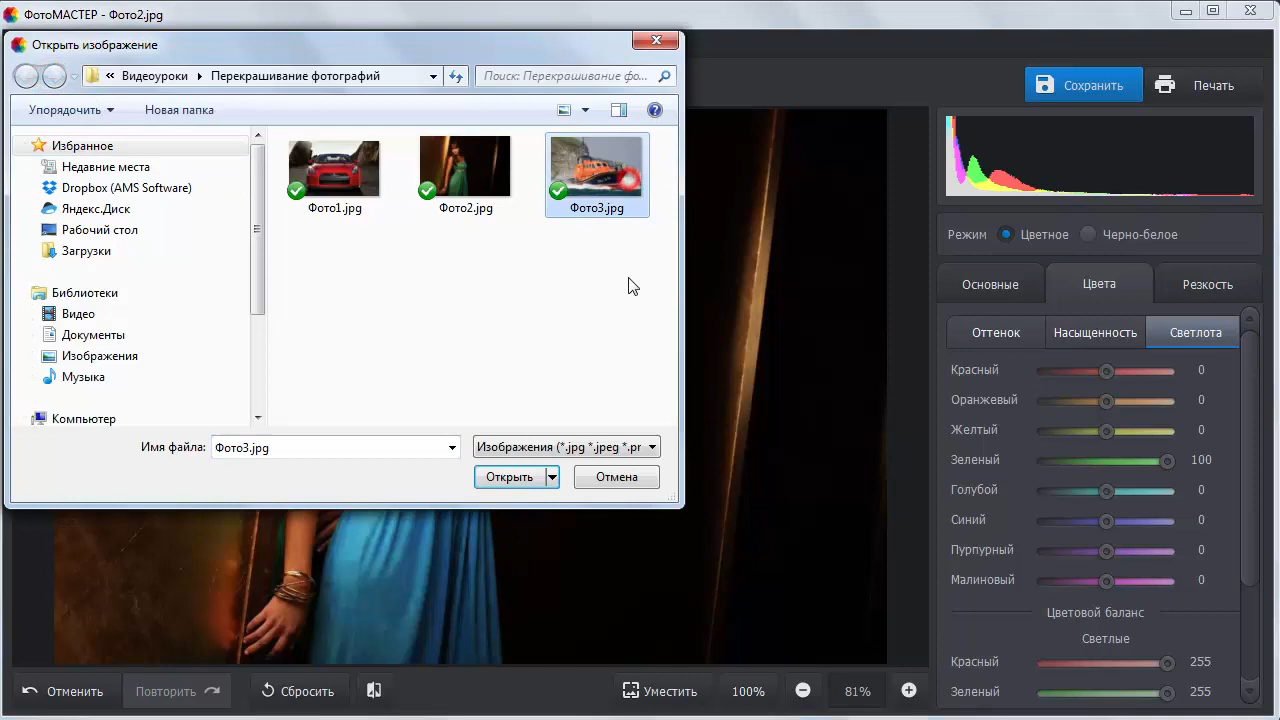 ФотоМАСТЕР - Фото2.jpg
Открыть изображение
« Видеоуроки
Перекрашивание фотографий
Поиск: Перекрашивание фо...
Упорядочить
Новая папка
Избранное
Недавние места
Dropbox (AMS Software)
Яндекс.Диск
Рабочий стол
Загрузки
Библиотеки
Видео
Документы
Изображения
Музыка
Компьютер
Фото1.jpg
Фото2.jpg
Фото3.jpg
Имя файла:
Фото3.jpg
Изображения (*.jpg *.jpeg *.pr
Открыть
Отмена
Сохранить
Печать
Режим
Цветное
Черно-белое
Основные
Цвета
Резкость
Оттенок
Насыщенность
Светлота
Красный 0
Оранжевый 0
Желтый 0
Зеленый 100
Голубой 0
Синий 0
Пурпурный 0
Малиновый 0
Цветовой баланс
Светлые
Красный 255
Зеленый 255
Отменить
Повторить
Сбросить
Уместить
100%
81%